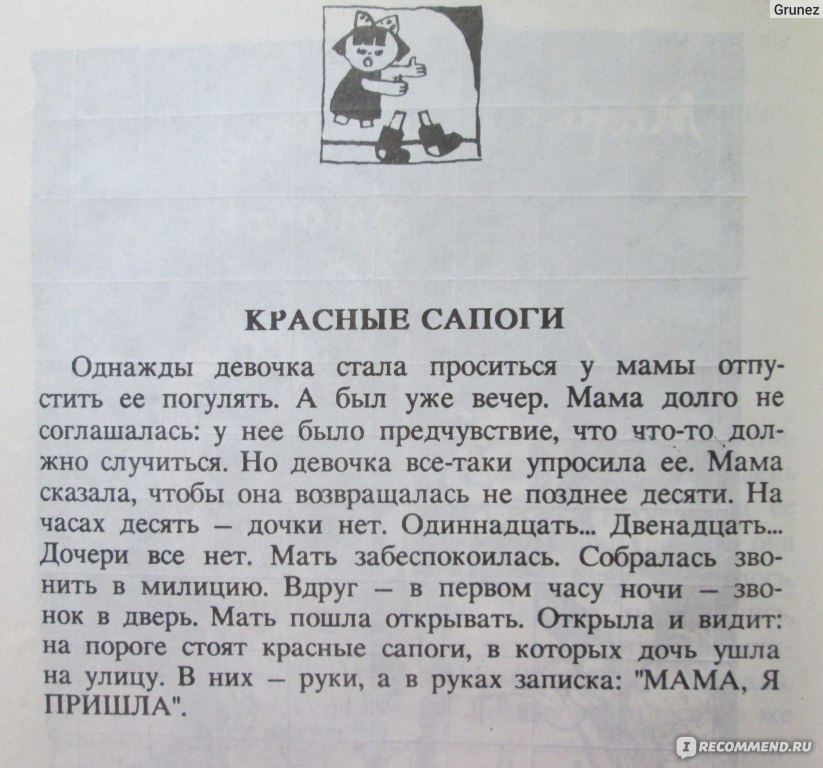 Grunez
КРАСНЫЕ САПОГИ
Однажды девочка стала проситься у мамы отпу-
стить ее погулять. А был уже вечер. Мама долго не
соглашалась: у нее было предчувствие, что что-то дол-
жно случиться. Но девочка все-таки упросила ее. Мама
сказала, чтобы она возвращалась не позднее десяти. На
часах десять – дочки нет. Одиннадцать... Двенадцать...
Дочери все нет. Мать забеспокоилась. Собралась зво-
нить в милицию. Вдруг – в первом часу ночи – зво-
нок в дверь. Мать пошла открывать. Открыла и видит:
на пороге стоят красные сапоги, в которых дочь ушла
на улицу. В них – руки, а в руках записка: "МАМА, Я
ПРИШЛА".
IRECOMMEND.RU